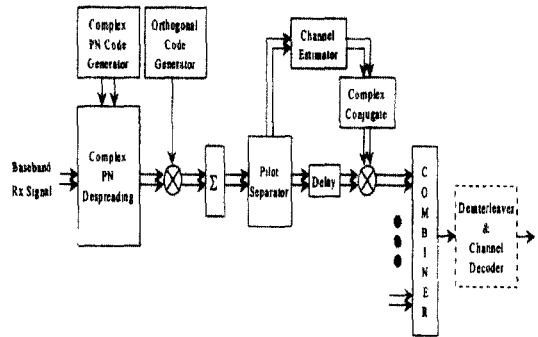 Complex
PN Code
Generator
Orthogonal
Code
Generator
Channel
Estimator
Complex
Conjugate
Baseband
Rx Signal
Complex
PN
Despreading
Σ
Pilot
Separator
Delay
C
O
M
B
I
N
E
R
Deinterleaver
&
Channel
Decoder